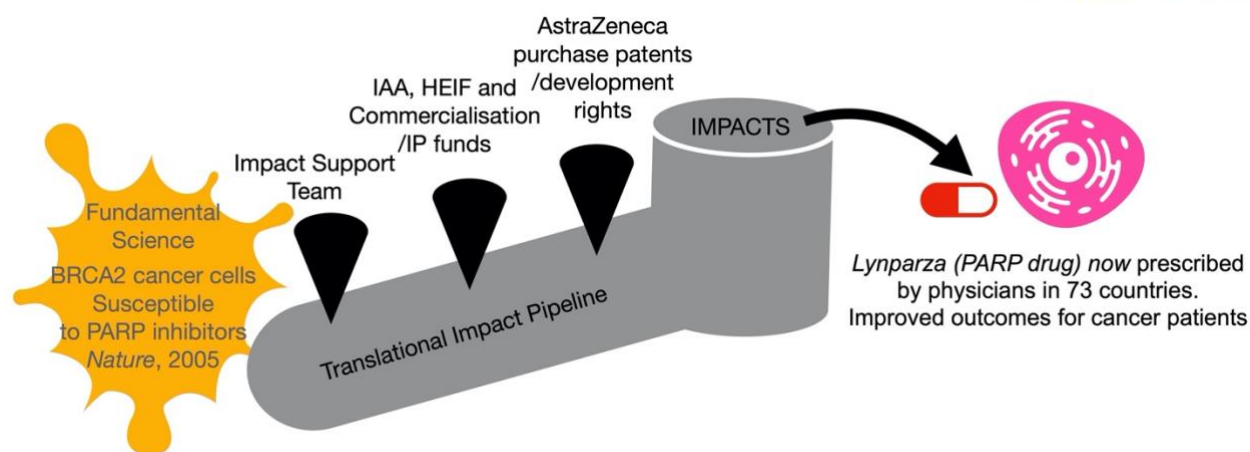 Fundamental
Science
BRCA2 cancer cells
Susceptible
to PARP inhibitors
Nature, 2005
Impact Support
Team
IAA, HEIF and
Commercialisation
/IP funds
AstraZeneca
purchase patents
/development
rights
Translational Impact Pipeline
IMPACTS
Lynparza (PARP drug) now prescribed
by physicians in 73 countries.
Improved outcomes for cancer patients